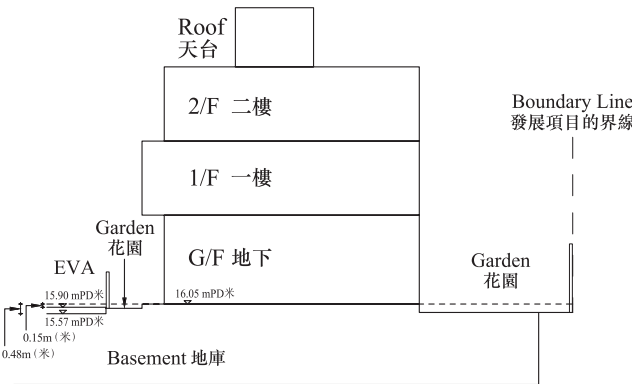 Roof
天台
2/F 二樓
Boundary Line
發展項目的界線
1/F 一樓
Garden
花園
EVA
G/F 地下
Garden
花園
15.90 mPD米
16.05 mPD米
15.57 mPD米
0.15m (米)
0.48m (米)
Basement 地庫